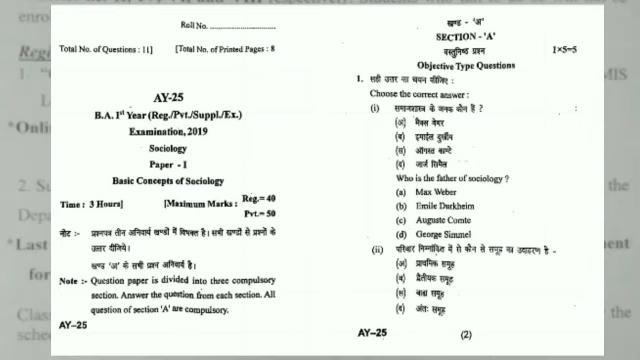 Roll No. ........................
Total No. of Questions : 11]
[Total No. of Printed Pages : 8
AY-25
B.A. Ist Year (Reg./Pvt./Suppl./Ex.)
Examination, 2019
Sociology
Paper - I
Basic Concepts of Sociology
Time : 3 Hours]
[Maximum Marks : Reg.= 40
Pvt.= 50
नोट :- प्रश्नपत्र तीन अनिवार्य खण्डों में विभक्त है। सभी खण्डों से प्रश्नों के
उत्तर दीजिये।
खण्ड 'अ' के सभी प्रश्न अनिवार्य है।
Note :- Question paper is divided into three compulsory
section. Answer the question from each section. All
question of section 'A' are compulsory.
AY-25
खण्ड - 'अ'
SECTION - 'A'
वस्तुनिष्ठ प्रश्न
1×5=5
Objective Type Questions
1. सही उत्तर का चयन कीजिए :
Choose the correct answer :
(i) समाजशास्त्र के जनक कौन हैं ?
(अ) मैक्स वेबर
(ब) इमाईल दुर्खीम
(स) ऑगस्त काम्टे
(द) जार्ज सिमैल
Who is the father of sociology ?
(a) Max Weber
(b) Emile Durkheim
(c) Auguste Comte
(d) George Simmel
(ii) परिवार निम्नांकित में से कौन से समूह का उदाहरण है -
(अ) प्राथमिक समूह
(ब) द्वैतीयक समूह
(स) बाह्य समूह
(द) अंतः समूह
AY-25
(2)